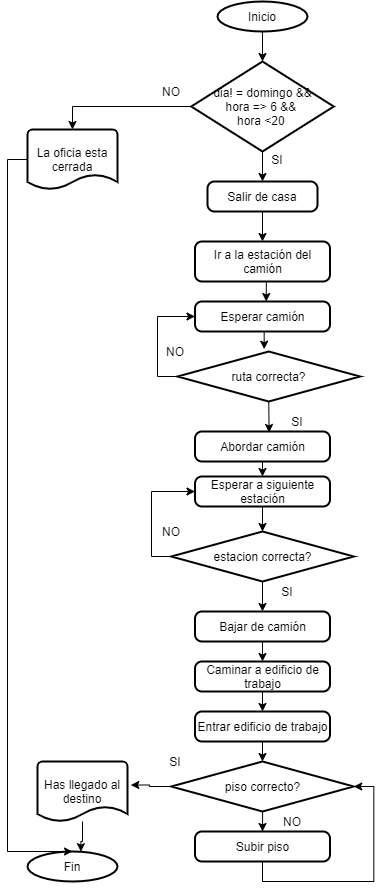 Inicio
dia! = domingo &&
hora => 6 &&
hora <20
NO
SI
La oficia esta
cerrada
Salir de casa
Ir a la estación del
camión
Esperar camión
NO
ruta correcta?
SI
Abordar camión
Esperar a siguiente
estación
NO
estacion correcta?
SI
Bajar de camión
Caminar a edificio de
trabajo
Entrar edificio de trabajo
SI
piso correcto?
Has llegado al
destino
NO
Subir piso
Fin